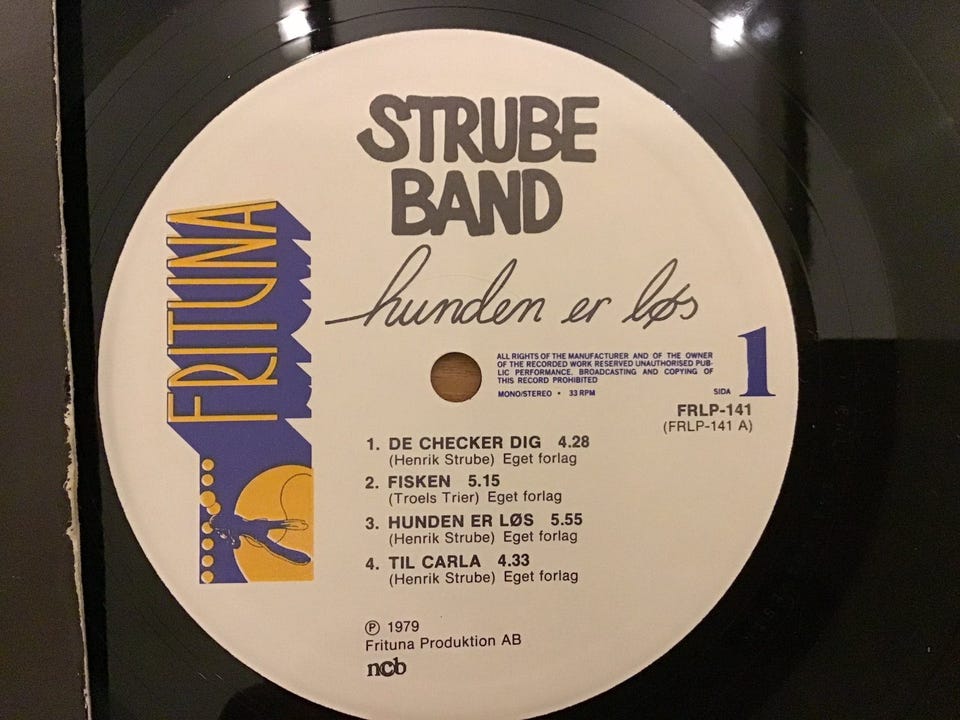 STRUBE
BAND
hunden er løs
FRITUNA
ALL RIGHTS OF THE MANUFACTURER AND OF THE OWNER
OF THE RECORDED WORK RESERVED UNAUTHORISED PUB-
LIC PERFORMANCE. BROADCASTING AND COPYING OF
THIS RECORD PROHIBITED
MONO/STEREO • 33 RPM
SIDA 1
FRLP-141
(FRLP-141 A)
1. DE CHECKER DIG 4.28
(Henrik Strube) Eget forlag
2. FISKEN 5.15
(Troels Trier) Eget forlag
3. HUNDEN ER LØS 5.55
(Henrik Strube) Eget forlag
4. TIL CARLA 4.33
(Henrik Strube) Eget forlag
℗ 1979
Frituna Produktion AB
ncb